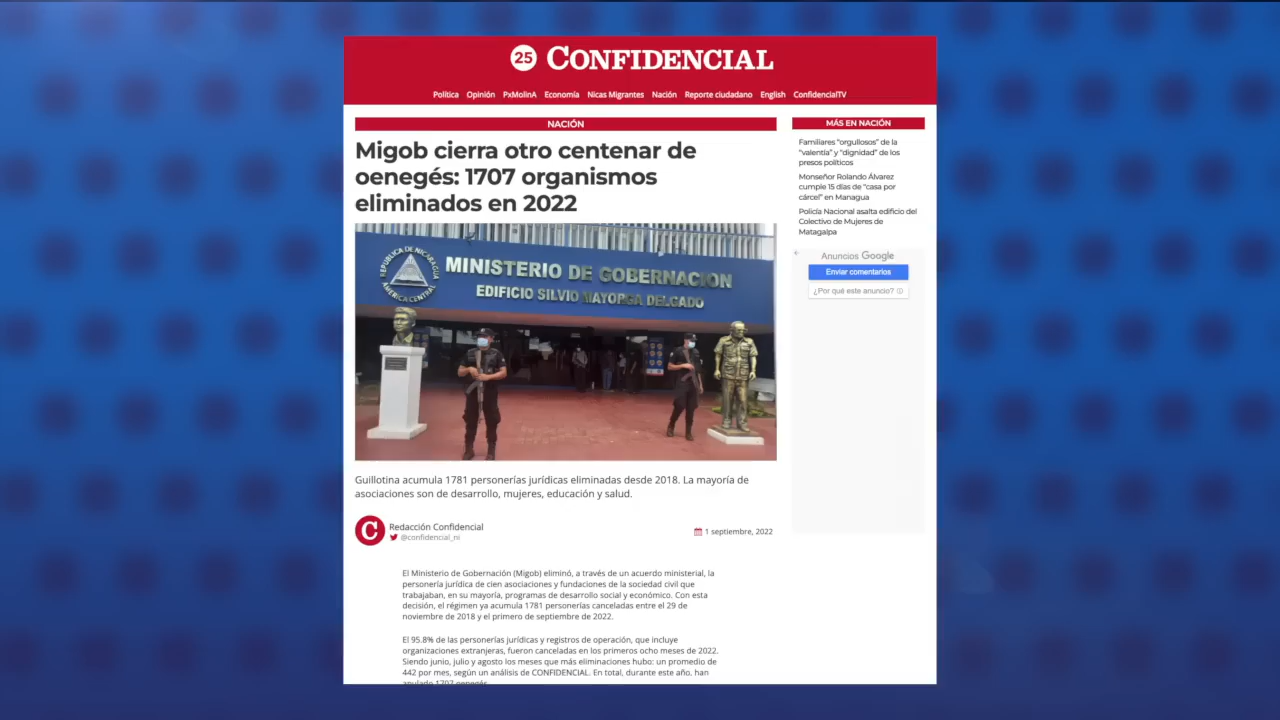 25 CONFIDENCIAL
Política Opinión PxMolinA Economía Nicas Migrantes Nación Reporte ciudadano English ConfidencialTV
NACIÓN
Migob cierra otro centenar de
oenegés: 1707 organismos
eliminados en 2022
REPÚBLICA DE NICARAGUA
AMÉRICA CENTRAL
MINISTERIO DE GOBERNACION
EDIFICIO SILVIO MAYORGA DELGADO
Guillotina acumula 1781 personerías jurídicas eliminadas desde 2018. La mayoría de
asociaciones son de desarrollo, mujeres, educación y salud.
C
Redacción Confidencial
@confidencial_ni
1 septiembre, 2022
El Ministerio de Gobernación (Migob) eliminó, a través de un acuerdo ministerial, la
personería jurídica de cien asociaciones y fundaciones de la sociedad civil que
trabajaban, en su mayoría, programas de desarrollo social y económico. Con esta
decisión, el régimen ya acumula 1781 personerías canceladas entre el 29 de
noviembre de 2018 y el primero de septiembre de 2022.
El 95.8% de las personerías jurídicas y registros de operación, que incluye
organizaciones extranjeras, fueron canceladas en los primeros ocho meses de 2022.
Siendo junio, julio y agosto los meses que más eliminaciones hubo: un promedio de
442 por mes, según un análisis de CONFIDENCIAL. En total, durante este año, han
anulado 1707 oenegés
MÁS EN NACIÓN
Familiares “orgullosos” de la
“valentía” y “dignidad” de los
presos políticos
Monseñor Rolando Álvarez
cumple 15 días de “casa por
cárcel” en Managua
Policía Nacional asalta edificio del
Colectivo de Mujeres de
Matagalpa
Anuncios Google
Enviar comentarios
¿Por qué este anuncio?